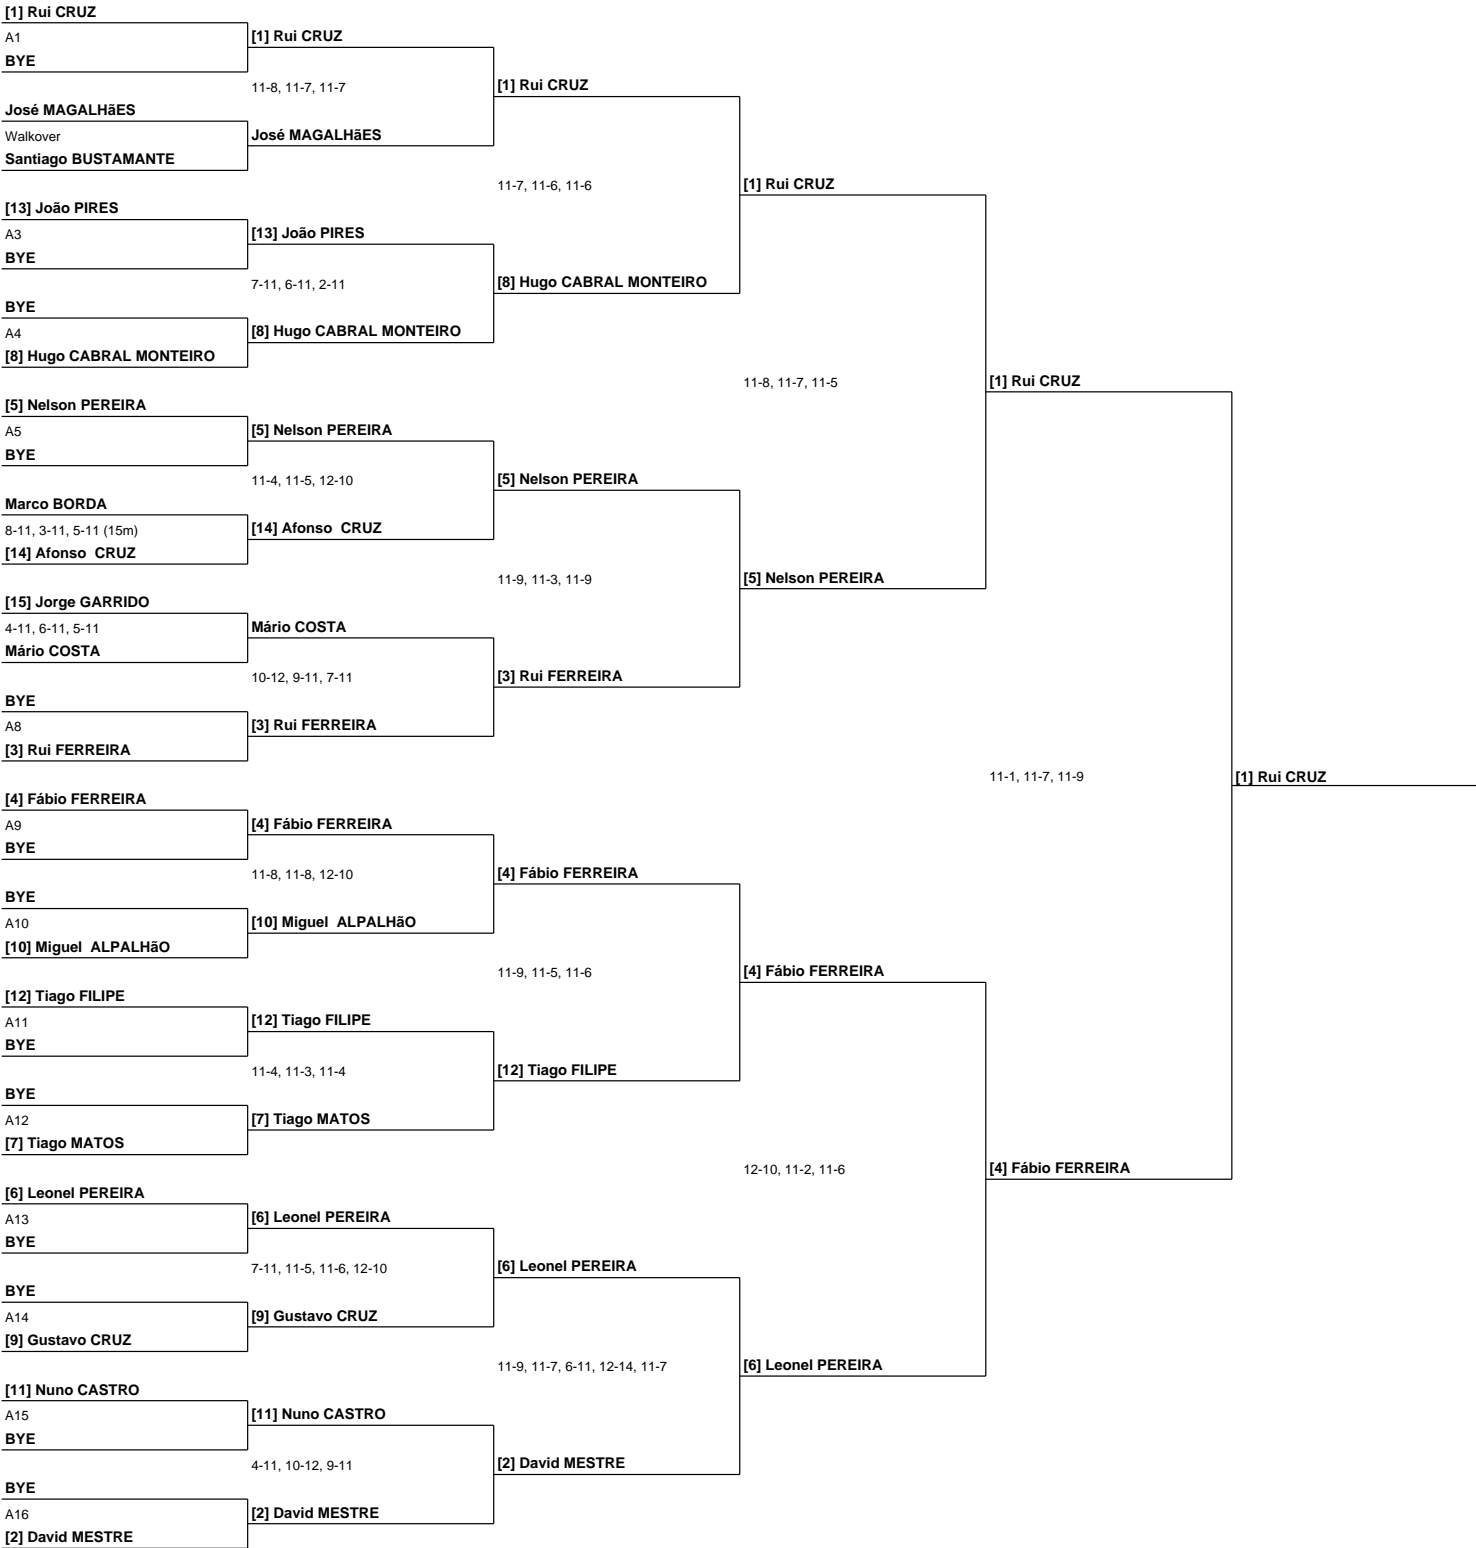 [1] Rui CRUZ
A1
BYE
José MAGALHãES
Walkover
Santiago BUSTAMANTE
[13] João PIRES
A3
BYE
BYE
A4
[8] Hugo CABRAL MONTEIRO
[5] Nelson PEREIRA
A5
BYE
Marco BORDA
8-11, 3-11, 5-11 (15m)
[14] Afonso  CRUZ
[15] Jorge GARRIDO
4-11, 6-11, 5-11
Mário COSTA
BYE
A8
[3] Rui FERREIRA
[4] Fábio FERREIRA
A9
BYE
BYE
A10
[10] Miguel  ALPALHãO
[12] Tiago FILIPE
A11
BYE
BYE
A12
[7] Tiago MATOS
[6] Leonel PEREIRA
A13
BYE
BYE
A14
[9] Gustavo CRUZ
[11] Nuno CASTRO
A15
BYE
BYE
A16
[2] David MESTRE
[1] Rui CRUZ
11-8, 11-7, 11-7
José MAGALHãES
[13] João PIRES
7-11, 6-11, 2-11
[8] Hugo CABRAL MONTEIRO
[5] Nelson PEREIRA
11-4, 11-5, 12-10
[14] Afonso  CRUZ
Mário COSTA
10-12, 9-11, 7-11
[3] Rui FERREIRA
[4] Fábio FERREIRA
11-8, 11-8, 12-10
[10] Miguel  ALPALHãO
[12] Tiago FILIPE
11-4, 11-3, 11-4
[7] Tiago MATOS
[6] Leonel PEREIRA
7-11, 11-5, 11-6, 12-10
[9] Gustavo CRUZ
[11] Nuno CASTRO
4-11, 10-12, 9-11
[2] David MESTRE
[1] Rui CRUZ
11-7, 11-6, 11-6
[8] Hugo CABRAL MONTEIRO
[5] Nelson PEREIRA
11-9, 11-3, 11-9
[3] Rui FERREIRA
[4] Fábio FERREIRA
11-9, 11-5, 11-6
[12] Tiago FILIPE
[6] Leonel PEREIRA
11-9, 11-7, 6-11, 12-14, 11-7
[2] David MESTRE
[1] Rui CRUZ
11-8, 11-7, 11-5
[5] Nelson PEREIRA
[4] Fábio FERREIRA
12-10, 11-2, 11-6
[6] Leonel PEREIRA
[1] Rui CRUZ
11-1, 11-7, 11-9
[4] Fábio FERREIRA
[1] Rui CRUZ